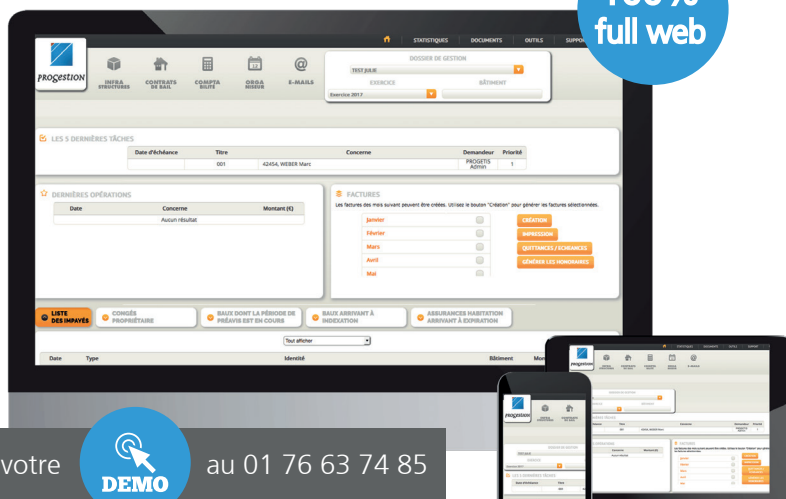 100%
full web
STATISTIQUES DOCUMENTS OUTILS SUPPORT
PROGESTION
INFRA STRUCTURES
CONTRATS DE BAIL
COMPTA BILITÉ
ORGA NISEUR
E-MAILS
DOSSIER DE GESTION
TEST JULIE
EXERCICE BÂTIMENT
Exercice 2017
LES 5 DERNIÈRES TÂCHES
Date d'échéance Titre Concerne Demandeur Priorité
001 42454, WEBER Marc PROGETIS Admin 1
DERNIÈRES OPÉRATIONS
Date Concerne Montant (€)
Aucun résultat
FACTURES
Les factures des mois suivant peuvent être créées. Utilisez le bouton "Création" pour générer les factures sélectionnées.
Janvier
Février
Mars
Avril
Mai
CRÉATION
IMPRESSION
QUITTANCES / ECHEANCES
GÉNÉRER LES HONORAIRES
LISTE DES IMPAYÉS
CONGÉS PROPRIÉTAIRE
BAUX DONT LA PÉRIODE DE PRÉAVIS EST EN COURS
BAUX ARRIVANT À INDEXATION
ASSURANCES HABITATION ARRIVANT À EXPIRATION
Tout afficher
Date Type Identité Bâtiment
votre DEMO au 01 76 63 74 85